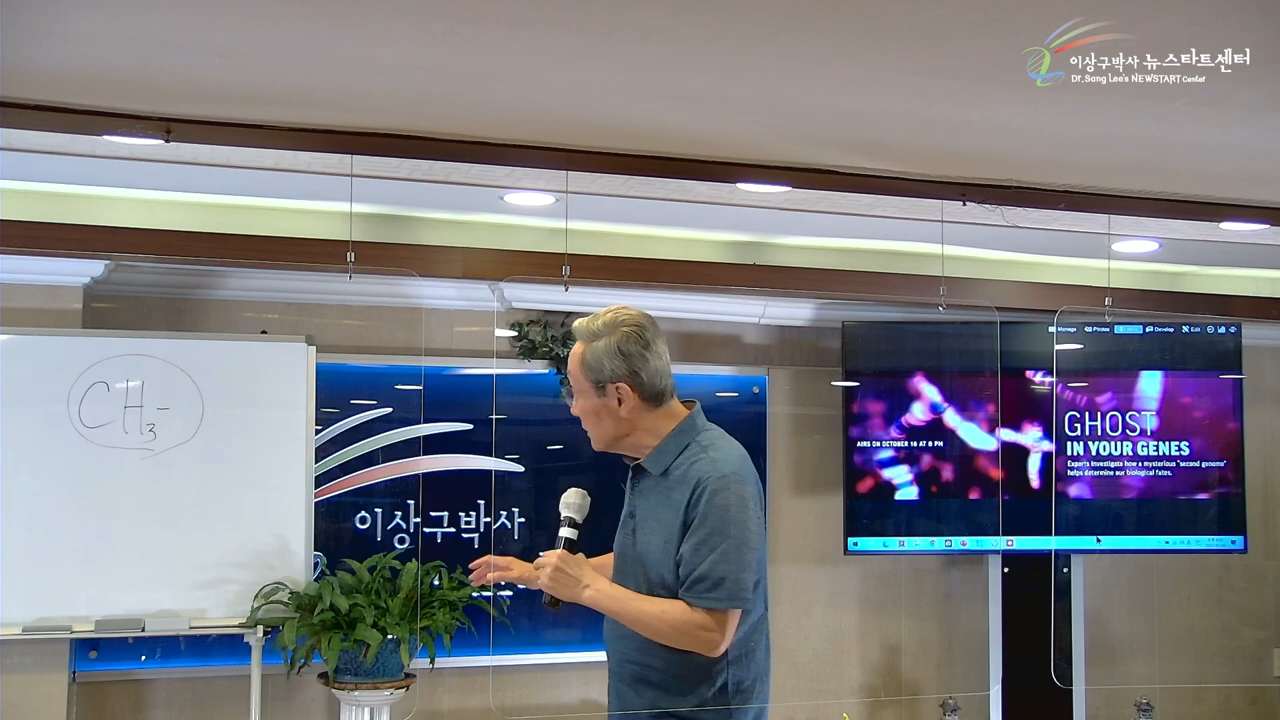 이상구박사 뉴스타트센터
Dr. Sang Lee's NEWSTART Center
CH3-
이상구박사
Manage
Photos
Develop
Edit
AIRS ON OCTOBER 16 AT 8 PM
GHOST
IN YOUR GENES
Experts investigate how a mysterious "second genome"
helps determine our biological fates.